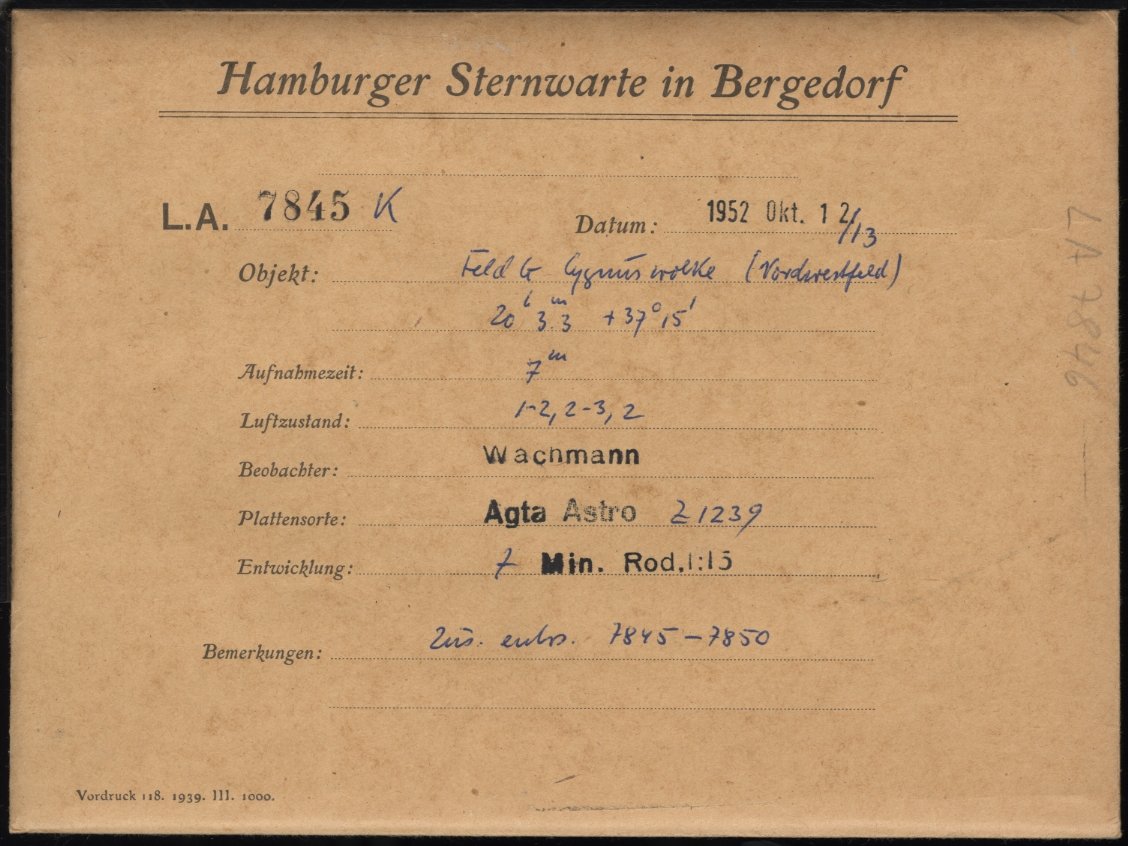 Hamburger Sternwarte in Bergedorf
L.A. 7845 K
Datum: 1952 Okt. 12/13
Objekt: Feld G Cygnuswolke (Nordwestfeld)
20h 3.m3 +37°15'
Aufnahmezeit: 7m
Luftzustand: 1-2, 2-3, 2
Beobachter: Wachmann
Plattensorte: Agfa Astro Z1239
Entwicklung: 7 Min. Rod. 1:15
Bemerkungen: Zus. entw. 7845-7850
Vordruck 118. 1939. III. 1000.
LA 7846